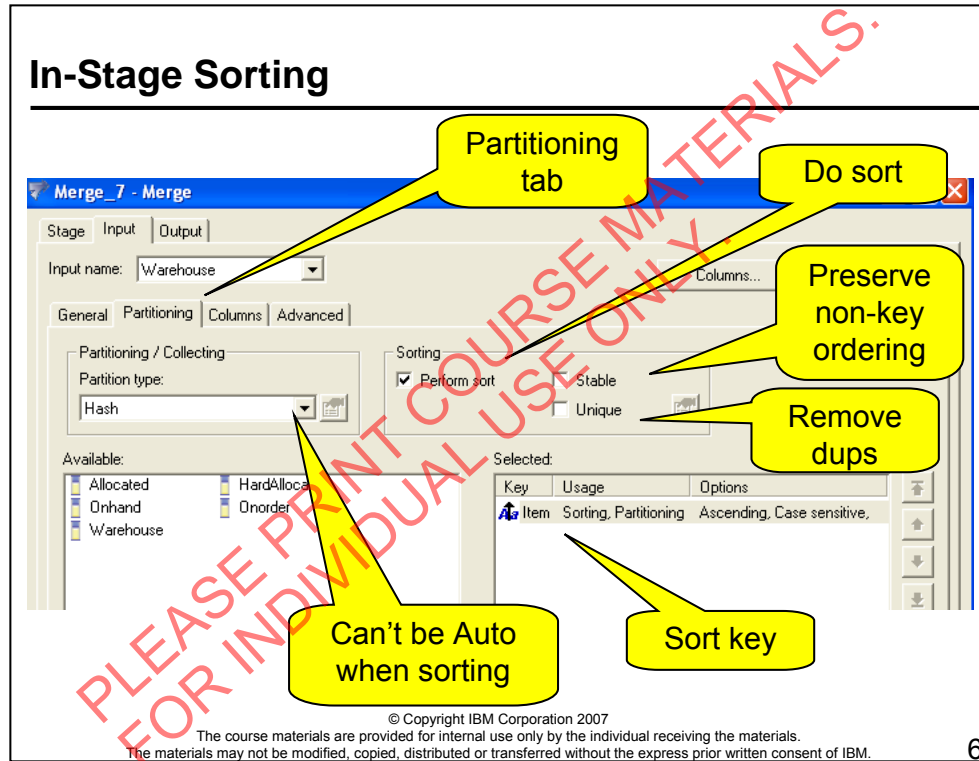 In-Stage Sorting
Partitioning
tab
Do sort
Merge_7 - Merge
Stage Input Output
Input name: Warehouse
Columns...
Preserve
non-key
ordering
General Partitioning Columns Advanced
Partitioning / Collecting
Partition type:
Hash
Sorting
Perform sort
Stable
Unique
Remove
dups
Available:
Allocated HardAlloca
Onhand Onorder
Warehouse
Selected:
Key Usage Options
Item Sorting, Partitioning Ascending, Case sensitive,
Can't be Auto
when sorting
Sort key
PLEASE PRINT COURSE MATERIALS.
FOR INDIVIDUAL USE ONLY.
© Copyright IBM Corporation 2007
The course materials are provided for internal use only by the individual receiving the materials.
The materials may not be modified, copied, distributed or transferred without the express prior written consent of IBM.
6